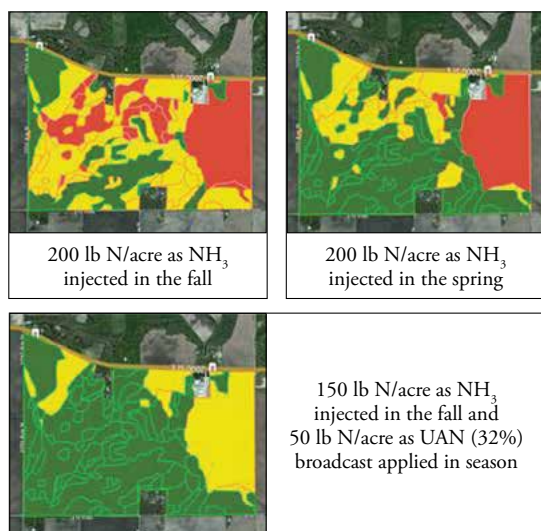 200 lb N/acre as NH3
injected in the fall
200 lb N/acre as NH3
injected in the spring
150 lb N/acre as NH3
injected in the fall and
50 lb N/acre as UAN (32%)
broadcast applied in season